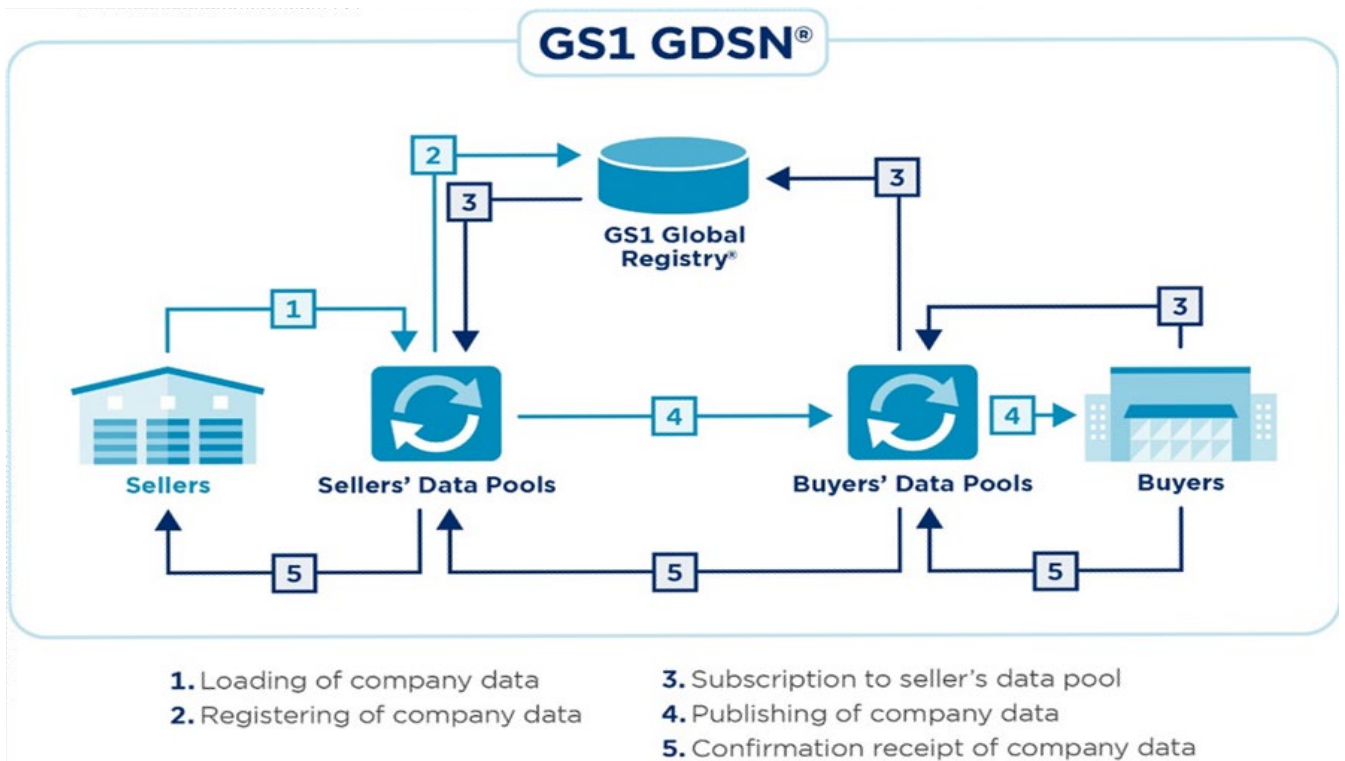 GS1 GDSN®
2
3
3
GS1 Global
Registry®
1
3
4
4
Sellers
Sellers' Data Pools
Buyers' Data Pools
Buyers
5
5
5
1. Loading of company data
2. Registering of company data
3. Subscription to seller's data pool
4. Publishing of company data
5. Confirmation receipt of company data